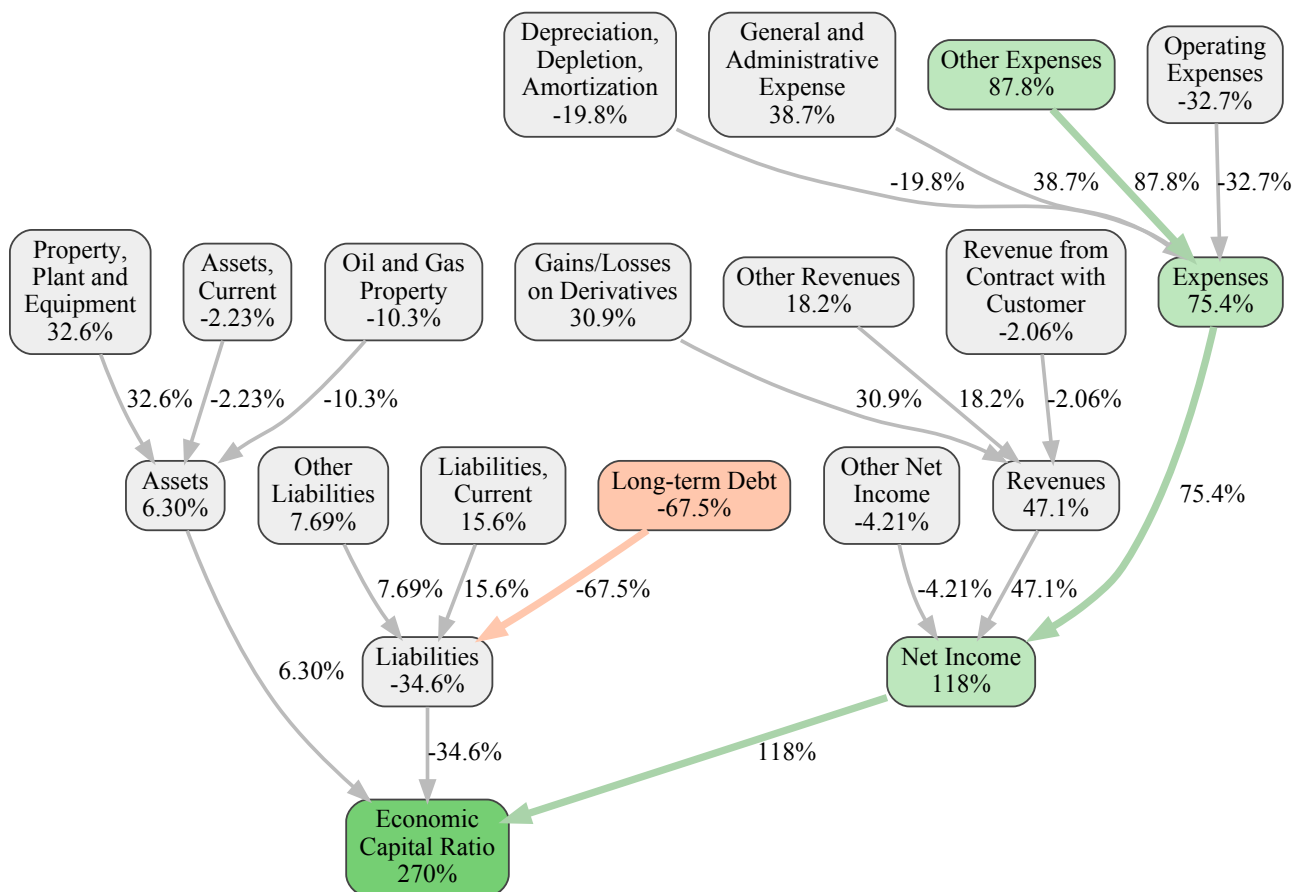 Depreciation,
Depletion,
Amortization
-19.8%
General and
Administrative
Expense
38.7%
Other Expenses
87.8%
Operating
Expenses
-32.7%
-19.8%
38.7%
87.8%
-32.7%
Property,
Plant and
Equipment
32.6%
Assets,
Current
-2.23%
Oil and Gas
Property
-10.3%
Gains/Losses
on Derivatives
30.9%
Other Revenues
18.2%
Revenue from
Contract with
Customer
-2.06%
Expenses
75.4%
32.6%
-2.23%
-10.3%
30.9%
18.2%
-2.06%
Assets
6.30%
Other
Liabilities
7.69%
Liabilities,
Current
15.6%
Long-term Debt
-67.5%
Other Net
Income
-4.21%
Revenues
47.1%
75.4%
7.69%
15.6%
-67.5%
-4.21%
47.1%
6.30%
Liabilities
-34.6%
Net Income
118%
-34.6%
118%
Economic
Capital Ratio
270%